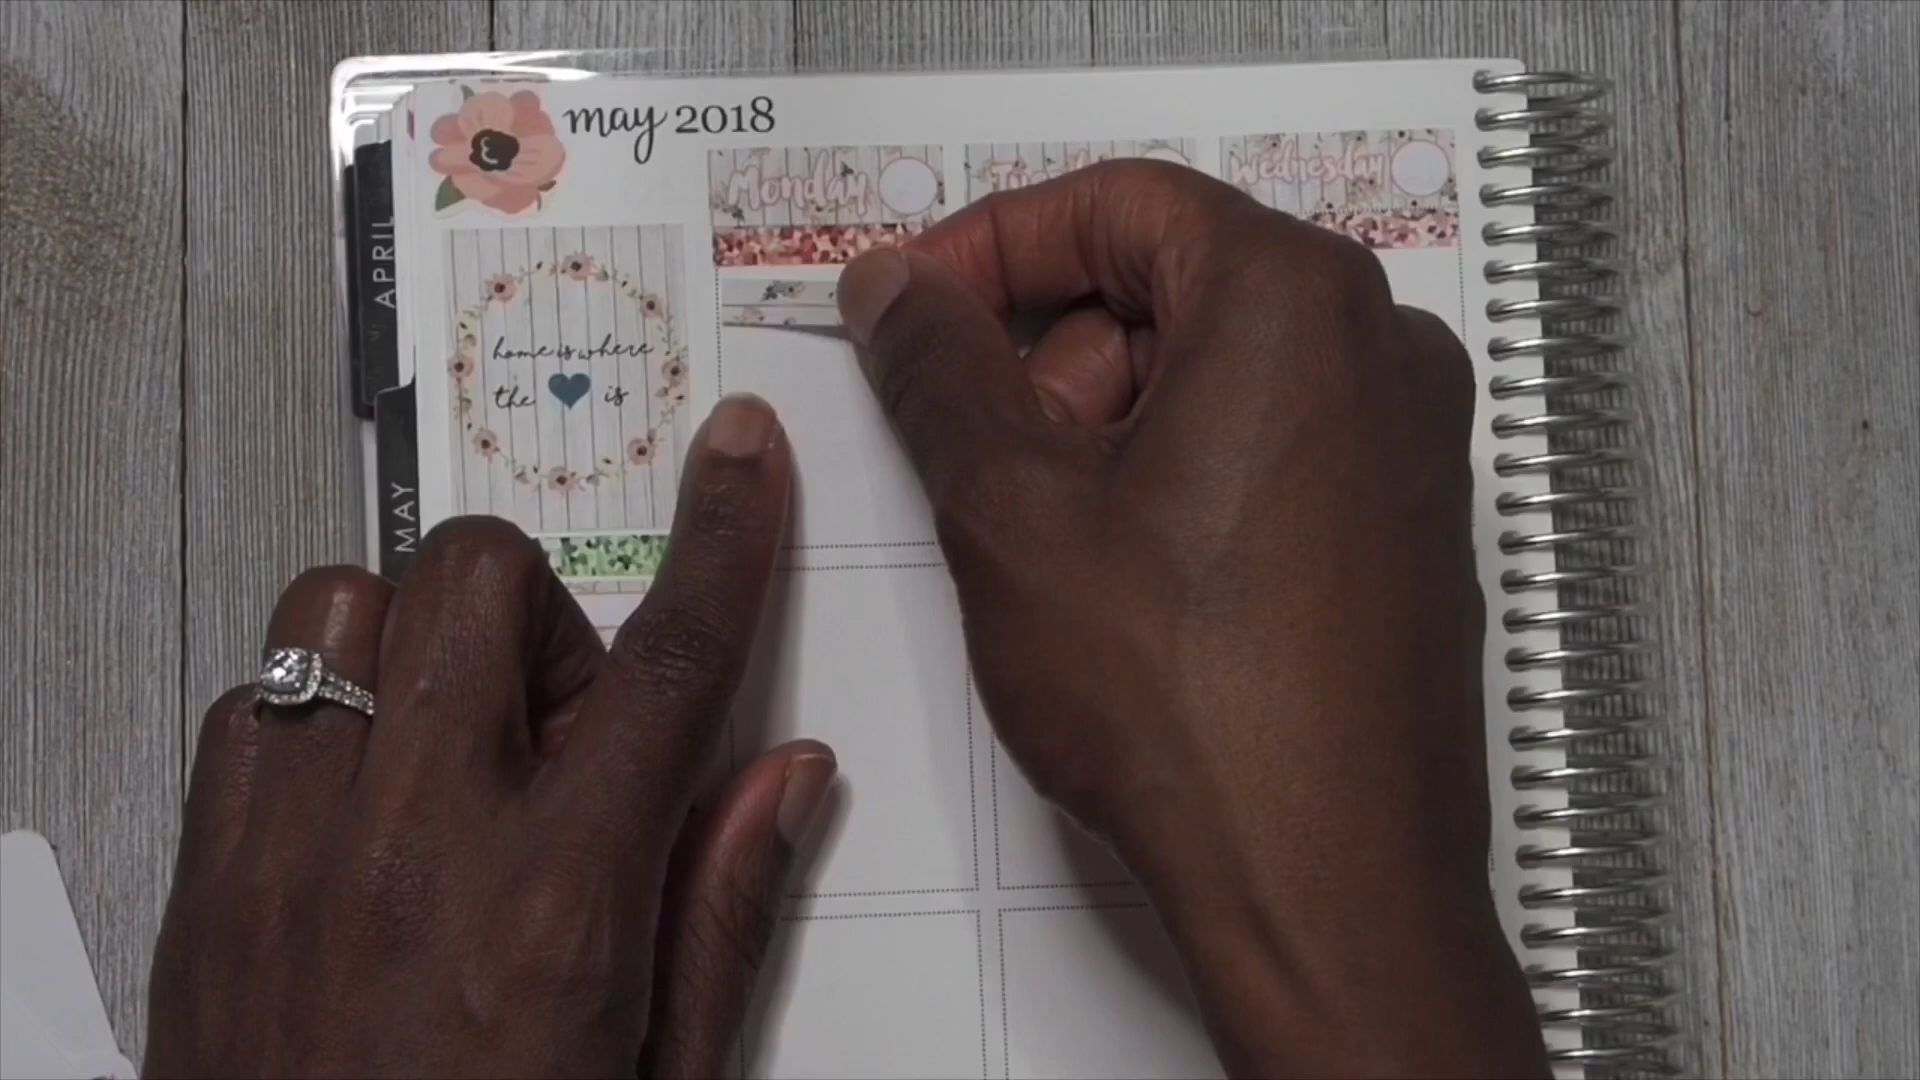 may 2018
Monday
Wednesday
APRIL
home is where
the is
MAY